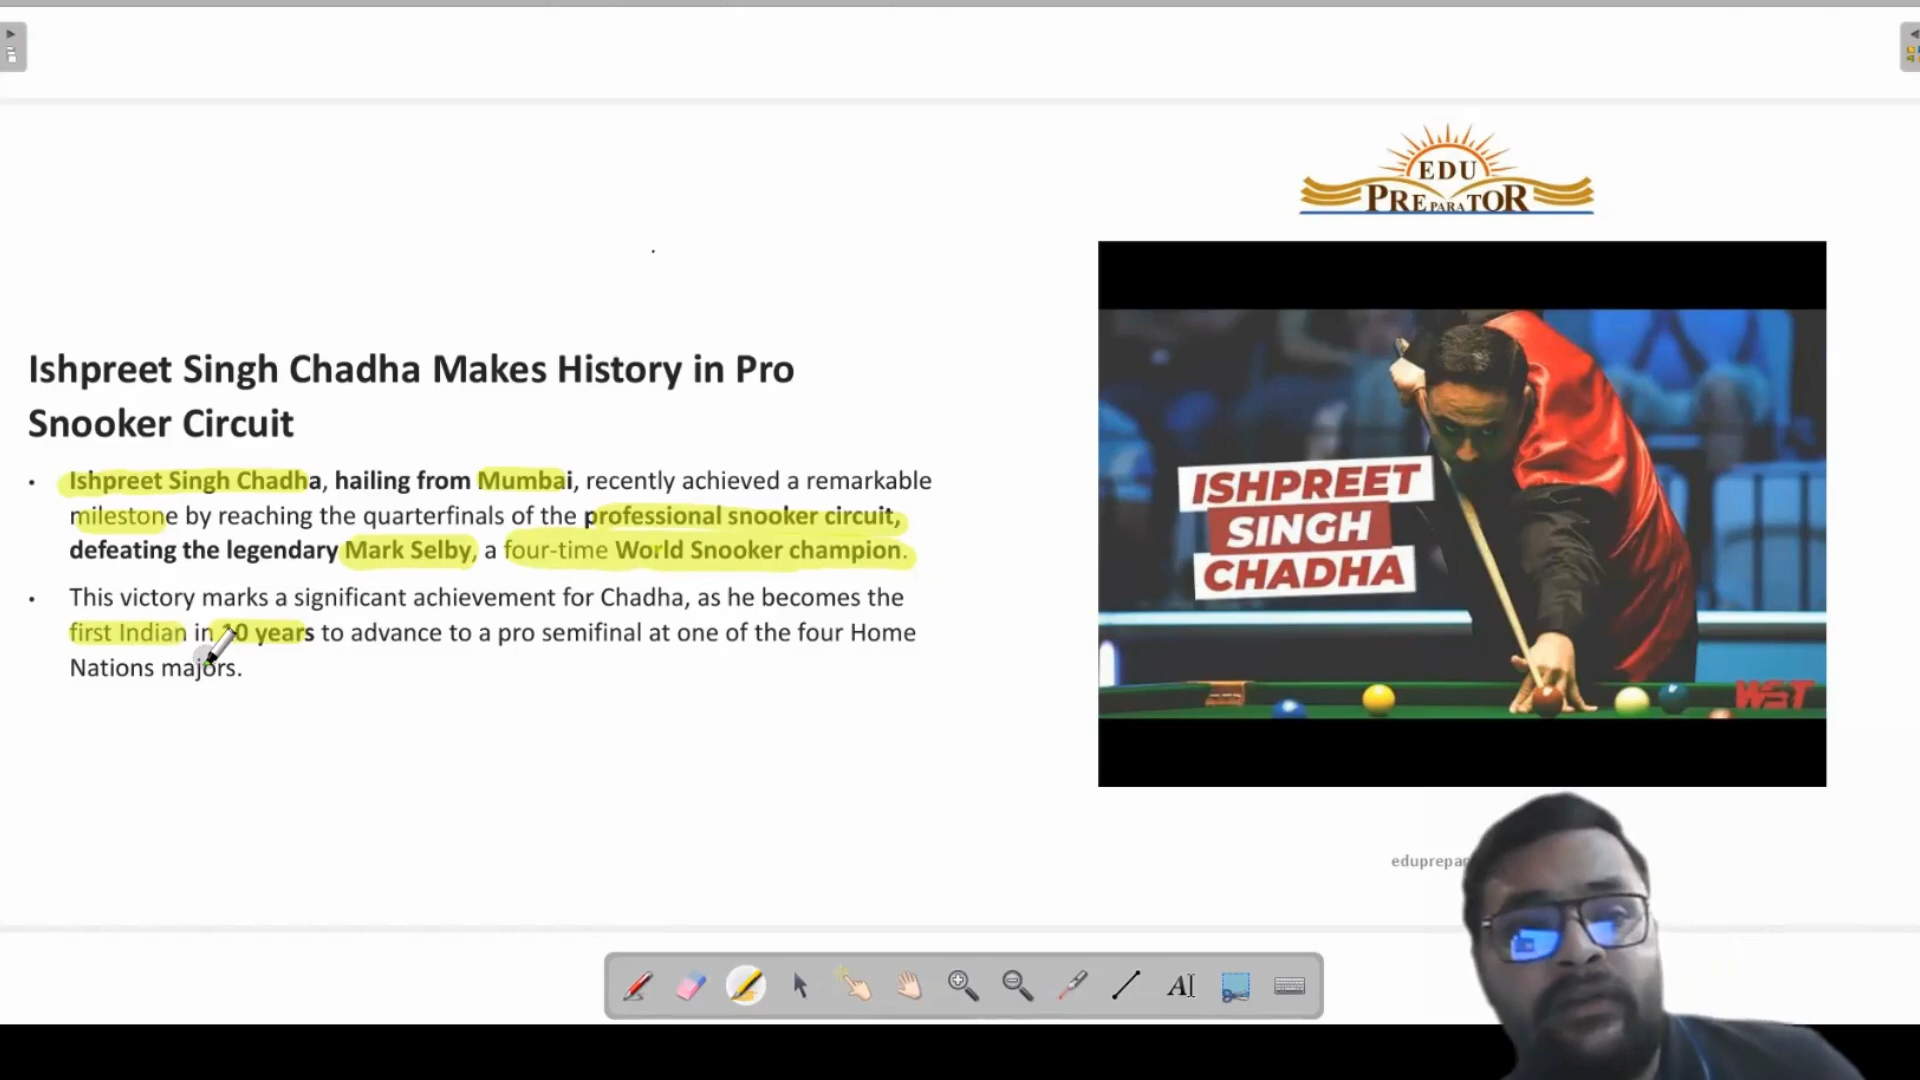 EDU
PREPARATOR
Ishpreet Singh Chadha Makes History in Pro
Snooker Circuit
• Ishpreet Singh Chadha, hailing from Mumbai, recently achieved a remarkable
milestone by reaching the quarterfinals of the professional snooker circuit,
defeating the legendary Mark Selby, a four-time World Snooker champion.
• This victory marks a significant achievement for Chadha, as he becomes the
first Indian in 10 years to advance to a pro semifinal at one of the four Home
Nations majors.
ISHPREET
SINGH
CHADHA
WST
eduprepar
AI